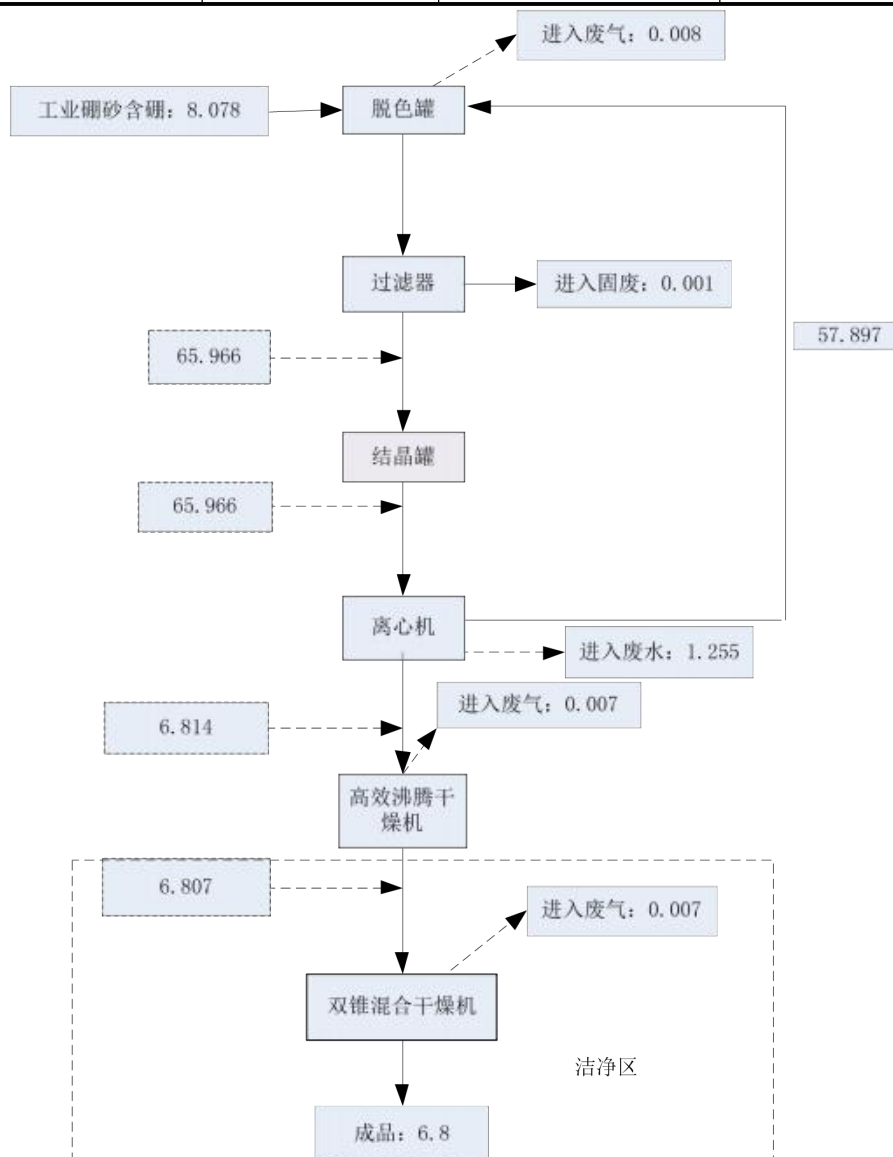 进入废气：0.008
工业硼砂含硼：8.078
脱色罐
过滤器
进入固废：0.001
57.897
65.966
结晶罐
65.966
离心机
进入废水：1.255
进入废气：0.007
6.814
高效沸腾干
燥机
6.807
进入废气：0.007
双锥混合干燥机
洁净区
成品：6.8